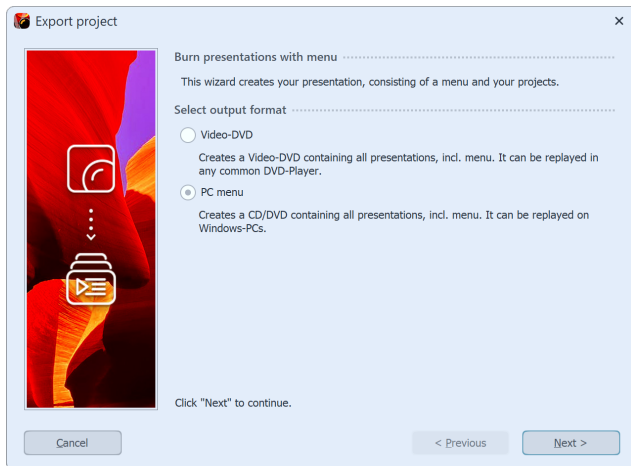 Export project
Burn presentations with menu
This wizard creates your presentation, consisting of a menu and your projects.
Select output format
Video-DVD
Creates a Video-DVD containing all presentations, incl. menu. It can be replayed in
any common DVD-Player.
PC menu
Creates a CD/DVD containing all presentations, incl. menu. It can be replayed on
Windows-PCs.
Click "Next" to continue.
Cancel
< Previous
Next >